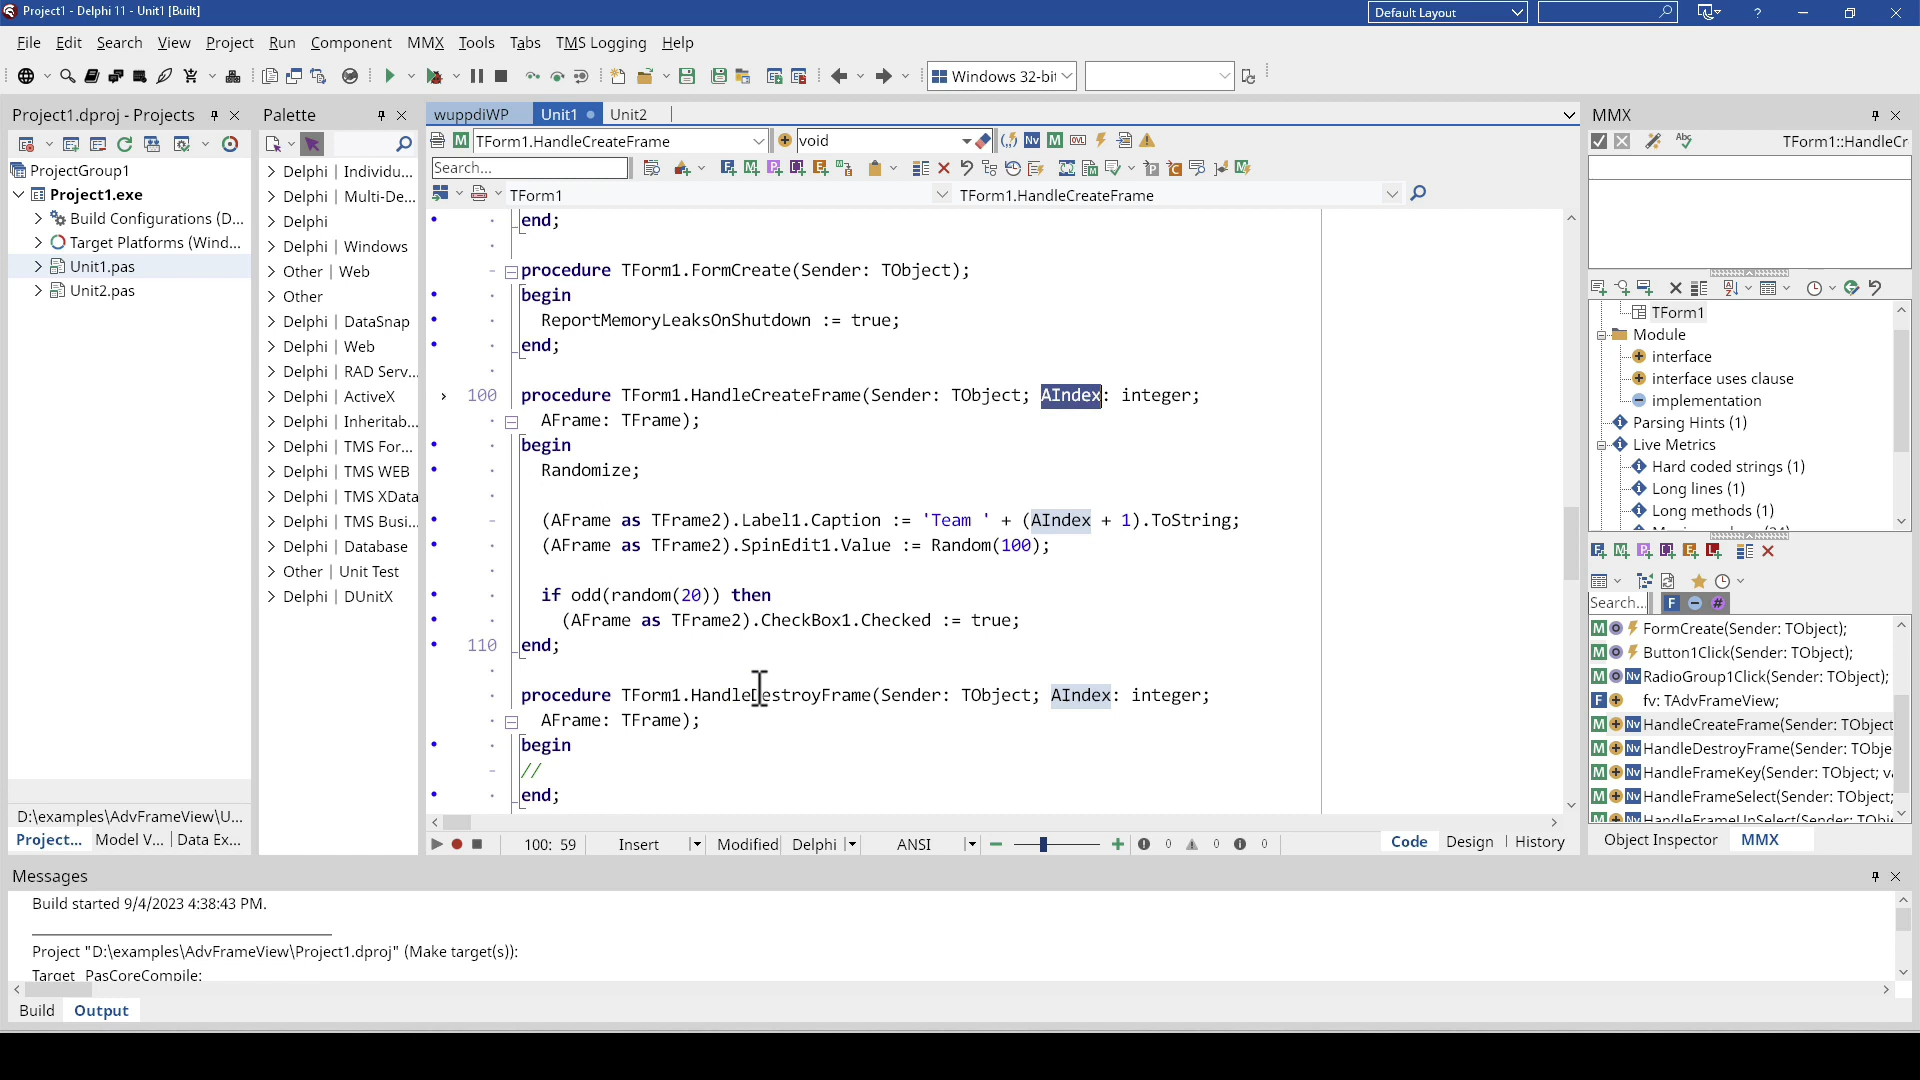 Project1 - Delphi 11 - Unit1 [Built]
Default Layout
File Edit Search View Project Run Component MMX Tools Tabs TMS Logging Help
Windows 32-bit
Project1.dproj - Projects
ProjectGroup1
Project1.exe
Build Configurations (D...
Target Platforms (Wind...
Unit1.pas
Unit2.pas
D:\examples\AdvFrameView\U...
Project... Model V... Data Ex...
Palette
Delphi | Individu...
Delphi | Multi-De...
Delphi
Delphi | Windows
Other | Web
Other
Delphi | DataSnap
Delphi | Web
Delphi | RAD Serv...
Delphi | ActiveX
Delphi | Inheritab...
Delphi | TMS For...
Delphi | TMS WEB
Delphi | TMS XData
Delphi | TMS Busi...
Delphi | Database
Other | Unit Test
Delphi | DUnitX
wuppdiWP Unit1 Unit2
TForm1.HandleCreateFrame void
Search...
TForm1 TForm1.HandleCreateFrame
end;
procedure TForm1.FormCreate(Sender: TObject);
begin
ReportMemoryLeaksOnShutdown := true;
end;
100 procedure TForm1.HandleCreateFrame(Sender: TObject; AIndex: integer;
AFrame: TFrame);
begin
Randomize;
(AFrame as TFrame2).Label1.Caption := 'Team ' + (AIndex + 1).ToString;
(AFrame as TFrame2).SpinEdit1.Value := Random(100);
if odd(random(20)) then
(AFrame as TFrame2).CheckBox1.Checked := true;
110 end;
procedure TForm1.HandleDestroyFrame(Sender: TObject; AIndex: integer;
AFrame: TFrame);
begin
//
end;
100: 59 Insert Modified Delphi ANSI 0 0 0 Code Design History
MMX
TForm1::HandleCr
TForm1
Module
interface
interface uses clause
implementation
Parsing Hints (1)
Live Metrics
Hard coded strings (1)
Long lines (1)
Long methods (1)
Search...
FormCreate(Sender: TObject);
Button1Click(Sender: TObject);
RadioGroup1Click(Sender: TObject);
fv: TAdvFrameView;
HandleCreateFrame(Sender: TObject
HandleDestroyFrame(Sender: TObje
HandleFrameKey(Sender: TObject; va
HandleFrameSelect(Sender: TObject;
HandleFrameUnSelect(Sender: TObje
Object Inspector MMX
Messages
Build started 9/4/2023 4:38:43 PM.
Project "D:\examples\AdvFrameView\Project1.dproj" (Make target(s)):
Target PasCoreCompile:
Build Output